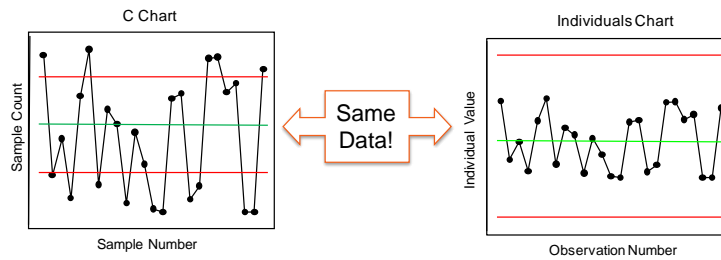 C Chart
Sample Count
Sample Number
Same
Data!
Individuals Chart
Individual Value
Observation Number